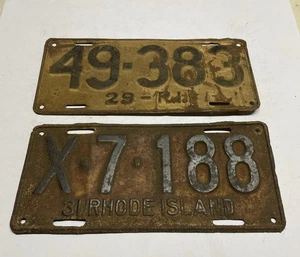 49-383
29-R.I.
X·7·188
31 RHODE ISLAND